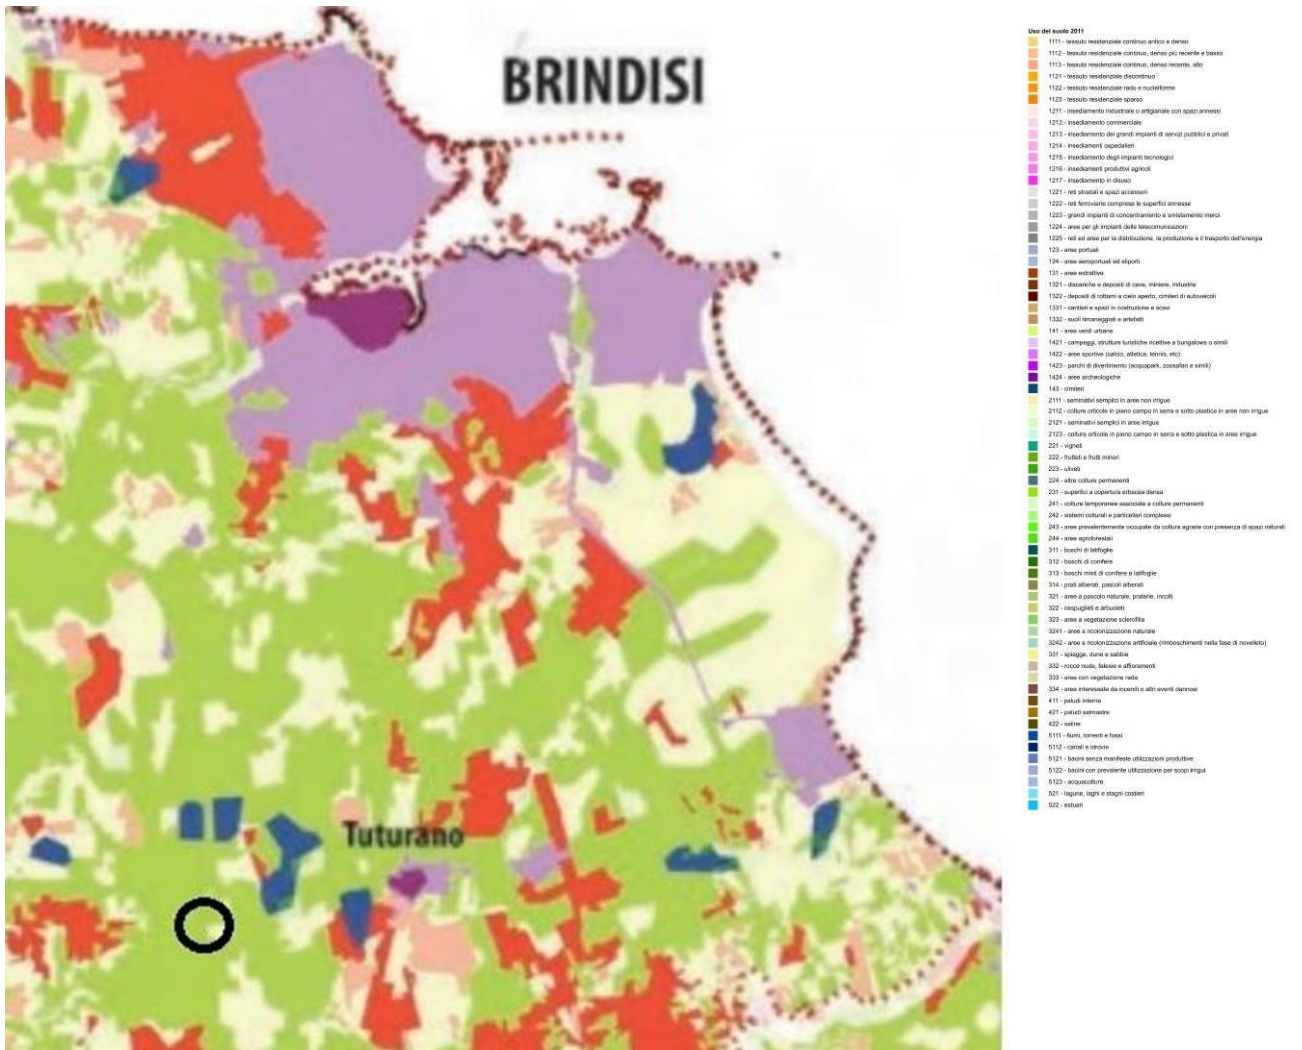 BRINDISI
Tuturano
Uso del suolo 2011
1111 - tessuto residenziale continuo antico e denso
1112 - tessuto residenziale continuo, denso più recente e basso
1113 - tessuto residenziale continuo, denso recente, alto
1121 - tessuto residenziale discontinuo
1122 - tessuto residenziale rado e nucleiforme
1123 - tessuto residenziale sparso
1211 - insediamento industriale o artigianale con spazi annessi
1212 - insediamento commerciale
1213 - insediamento dei grandi impianti di servizi pubblici e privati
1214 - insediamenti ospedalieri
1215 - insediamento degli impianti tecnologici
1216 - insediamenti produttivi agricoli
1217 - insediamento in disuso
1221 - reti stradali e spazi accessori
1222 - reti ferroviarie comprese le superfici annesse
1223 - grandi impianti di concentramento e smistamento merci
1224 - aree per gli impianti delle telecomunicazioni
1225 - reti ed aree per la distribuzione, la produzione e il trasporto dell'energia
123 - aree portuali
124 - aree aeroportuali ed eliporti
131 - aree estrattive
1321 - discariche e depositi di cave, miniere, industrie
1322 - depositi di rottami a cielo aperto, cimiteri di autoveicoli
1331 - cantieri e spazi in costruzione e scavi
1332 - suoli rimaneggiati e artefatti
141 - aree verdi urbane
1421 - campeggi, strutture turistiche ricettive a bungalows o simili
1422 - aree sportive (calcio, atletica, tennis, etc)
1423 - parchi di divertimento (acquapark, zoosafari e simili)
1424 - aree archeologiche
143 - cimiteri
2111 - seminativi semplici in aree non irrigue
2112 - colture orticole in pieno campo in serra e sotto plastica in aree non irrigue
2121 - seminativi semplici in aree irrigue
2123 - colture orticole in pieno campo in serra e sotto plastica in aree irrigue
221 - vigneti
222 - frutteti e frutti minori
223 - uliveti
224 - altre colture permanenti
231 - superfici a copertura erbacea densa
241 - colture temporanee associate a colture permanenti
242 - sistemi colturali e particellari complessi
243 - aree prevalentemente occupate da coltura agrarie con presenza di spazi naturali
244 - aree agroforestali
311 - boschi di latifoglie
312 - boschi di conifere
313 - boschi misti di conifere e latifoglie
314 - prati alberati, pascoli alberati
321 - aree a pascolo naturale, praterie, incolti
322 - cespuglieti e arbusteti
323 - aree a vegetazione sclerofilla
3241 - aree a ricolonizzazione naturale
3242 - aree a ricolonizzazione artificiale (rimboschimenti nella fase di novelleto)
331 - spiagge, dune e sabbie
332 - rocce nude, falesie e affioramenti
333 - aree con vegetazione rada
334 - aree interessate da incendi o altri eventi dannosi
411 - paludi interne
421 - paludi salmastre
422 - saline
5111 - fiumi, torrenti e fossi
5112 - canali e idrovie
5121 - bacini senza manifeste utilizzazioni produttive
5122 - bacini con prevalente utilizzazione per scopi irrigui
5123 - acquacolture
521 - lagune, laghi e stagni costieri
522 - estuari